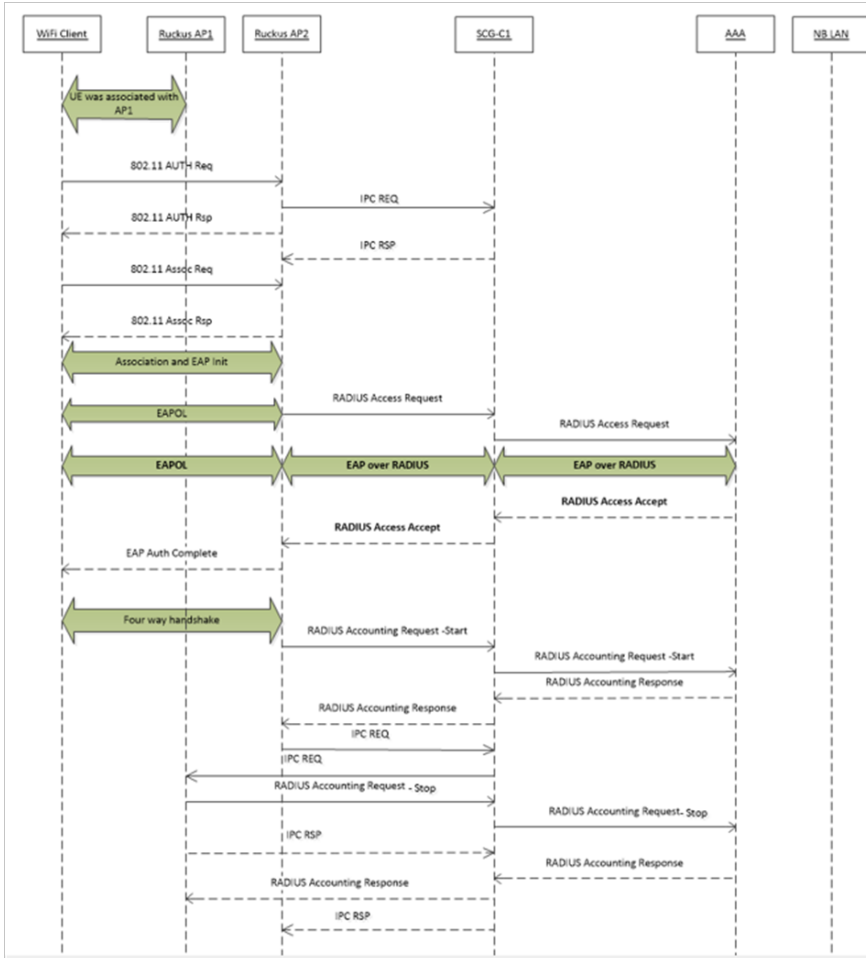 WiFi Client
Ruckus AP1
Ruckus AP2
SCG-C1
AAA
NB LAN
UE was associated with
AP1
802.11 AUTH Req
IPC REQ
802.11 AUTH Rsp
IPC RSP
802.11 Assoc Req
802.11 Assoc Rsp
Association and EAP Init
RADIUS Access Request
EAPOL
RADIUS Access Request
EAPOL
EAP over RADIUS
EAP over RADIUS
RADIUS Access Accept
RADIUS Access Accept
EAP Auth Complete
Four way handshake
RADIUS Accounting Request -Start
RADIUS Accounting Request -Start
RADIUS Accounting Response
RADIUS Accounting Response
IPC REQ
IPC REQ
RADIUS Accounting Request - Stop
RADIUS Accounting Request- Stop
IPC RSP
RADIUS Accounting Response
RADIUS Accounting Response
IPC RSP